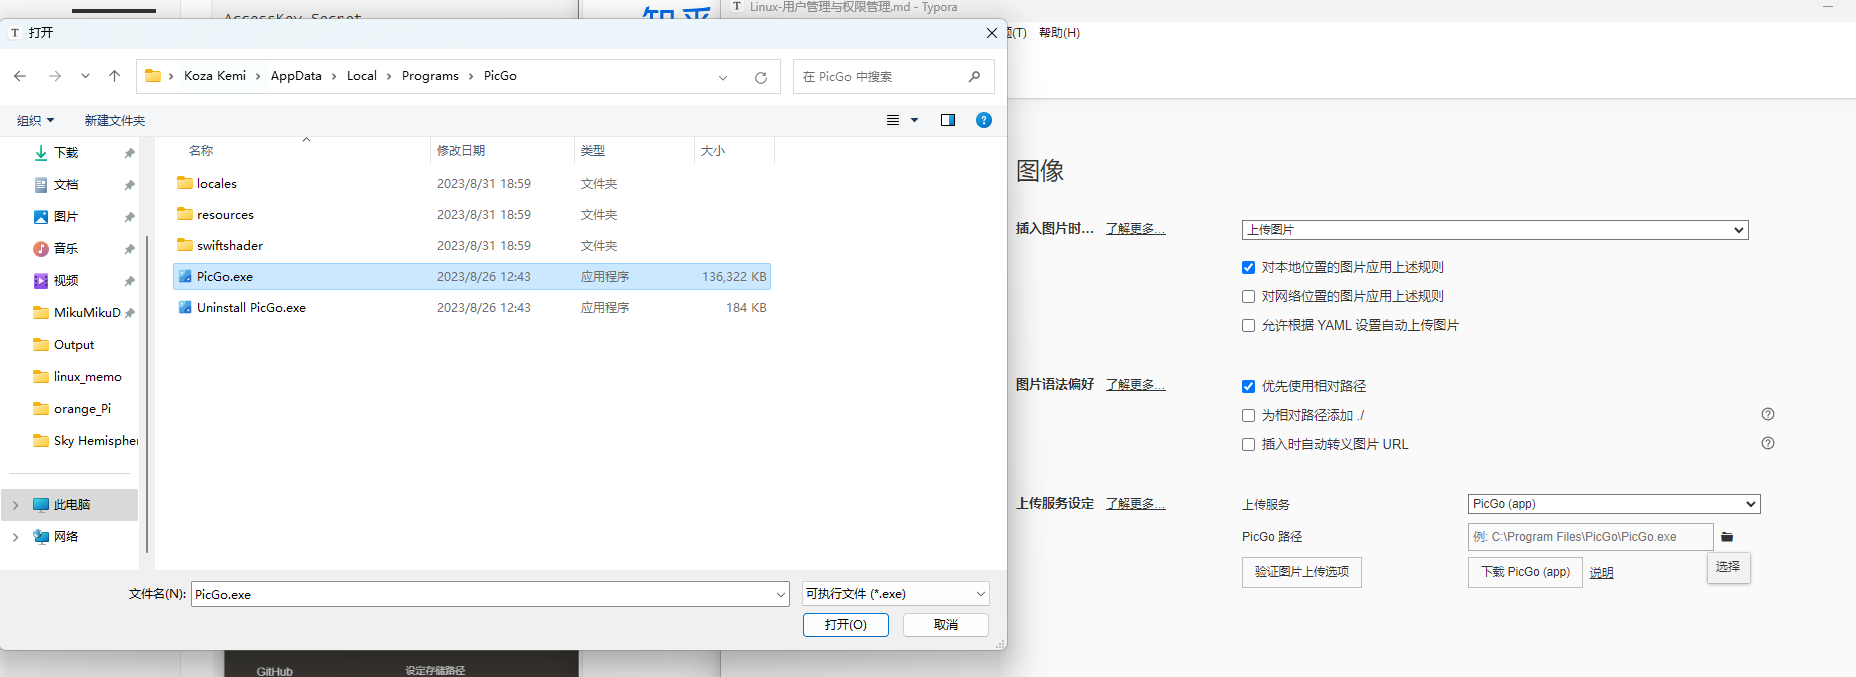 AccessKey Secret
知乎
T Linux-用户管理与权限管理.md - Typora
T 打开
题(T) 帮助(H)
Koza Kemi > AppData > Local > Programs > PicGo
在 PicGo 中搜索
组织 新建文件夹
?
名称 修改日期 类型 大小
下载
文档
图片
音乐
视频
MikuMikuD
Output
linux_memo
orange_Pi
Sky Hemispher
此电脑
网络
locales 2023/8/31 18:59 文件夹
resources 2023/8/31 18:59 文件夹
swiftshader 2023/8/31 18:59 文件夹
PicGo.exe 2023/8/26 12:43 应用程序 136,322 KB
Uninstall PicGo.exe 2023/8/26 12:43 应用程序 184 KB
文件名(N): PicGo.exe 可执行文件 (*.exe)
打开(O) 取消
GitHub 设定存储路径
图像
插入图片时... 了解更多... 上传图片
对本地位置的图片应用上述规则
对网络位置的图片应用上述规则
允许根据 YAML 设置自动上传图片
图片语法偏好 了解更多... 优先使用相对路径
为相对路径添加 ./ ?
插入时自动转义图片 URL ?
上传服务设定 了解更多... 上传服务 PicGo (app)
PicGo 路径 例: C:\Program Files\PicGo\PicGo.exe
选择
验证图片上传选项 下载 PicGo (app) 说明